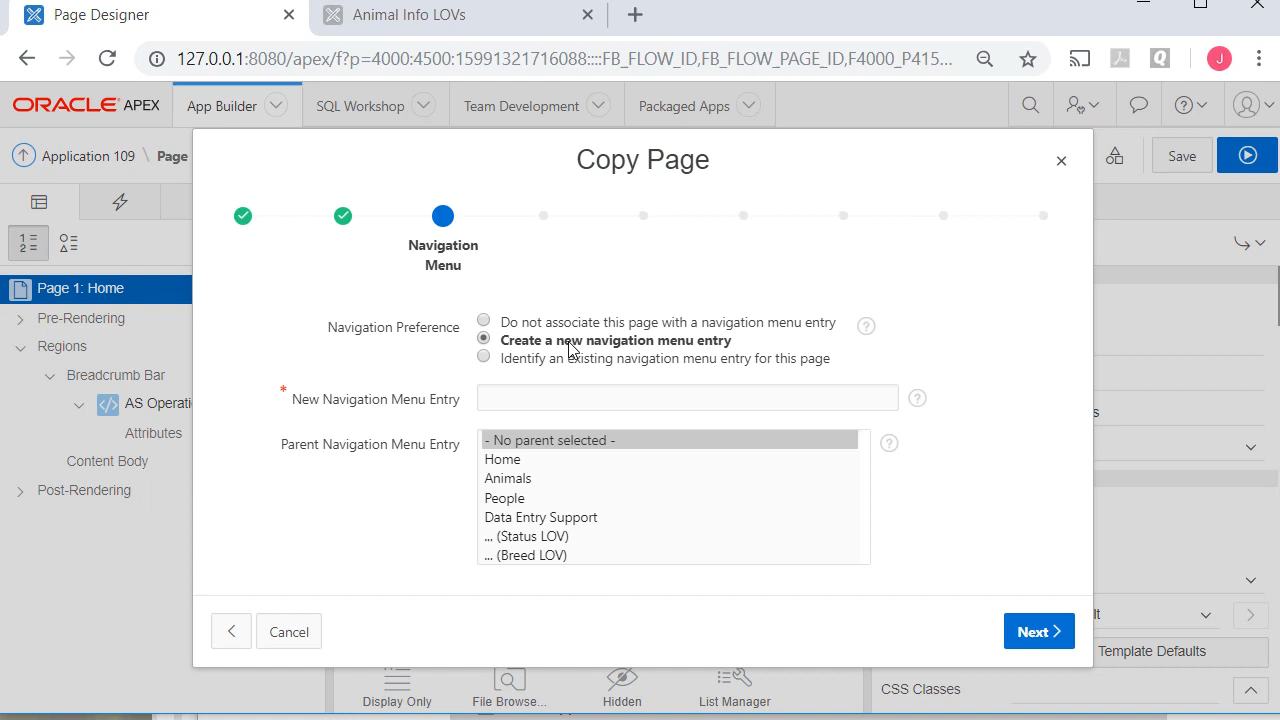 Page Designer
Animal Info LOVs
127.0.0.1:8080/apex/f?p=4000:4500:15991321716088::::FB_FLOW_ID,FB_FLOW_PAGE_ID,F4000_P415...
J
ORACLE APEX
App Builder
SQL Workshop
Team Development
Packaged Apps
Application 109 \ Page
Save
Copy Page
Navigation
Menu
Page 1: Home
Pre-Rendering
Regions
Breadcrumb Bar
AS Operati
Attributes
Content Body
Post-Rendering
Navigation Preference
Do not associate this page with a navigation menu entry
Create a new navigation menu entry
Identify an existing navigation menu entry for this page
* New Navigation Menu Entry
Parent Navigation Menu Entry
- No parent selected -
Home
Animals
People
Data Entry Support
... (Status LOV)
... (Breed LOV)
Cancel
Next
s
lt
Template Defaults
Display Only
File Browse...
Hidden
List Manager
CSS Classes